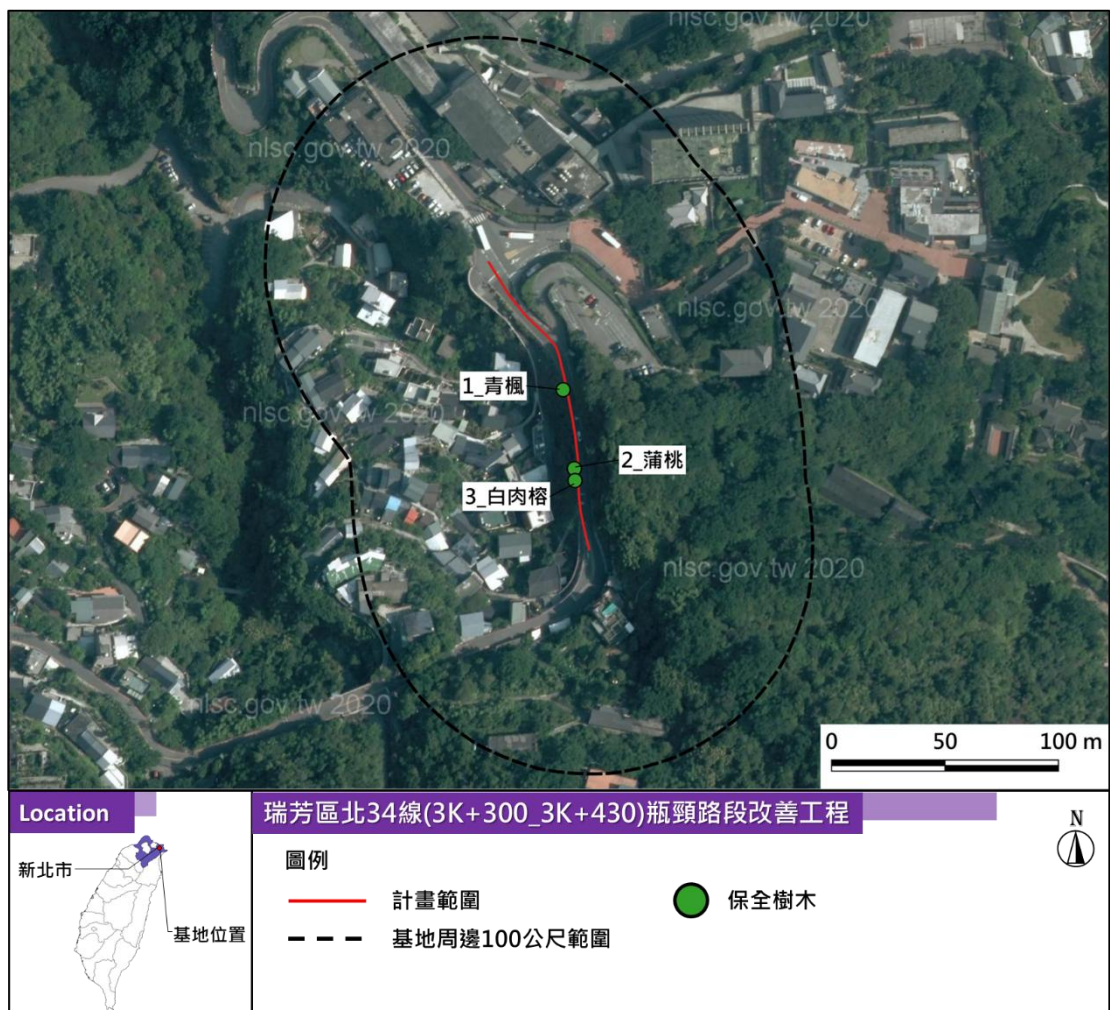 nlsc.gov.tw 2020
nlsc.gov.tw 2020
nlsc.gov.tw 2020
1_青楓
nlsc.gov.tw 2020
2_蒲桃
3_白肉榕
nlsc.gov.tw 2020
nlsc.gov.tw 2020
0 50 100 m
Location
瑞芳區北34線(3K+300_3K+430)瓶頸路段改善工程
N
圖例
新北市
計畫範圍
保全樹木
基地位置
基地周邊100公尺範圍